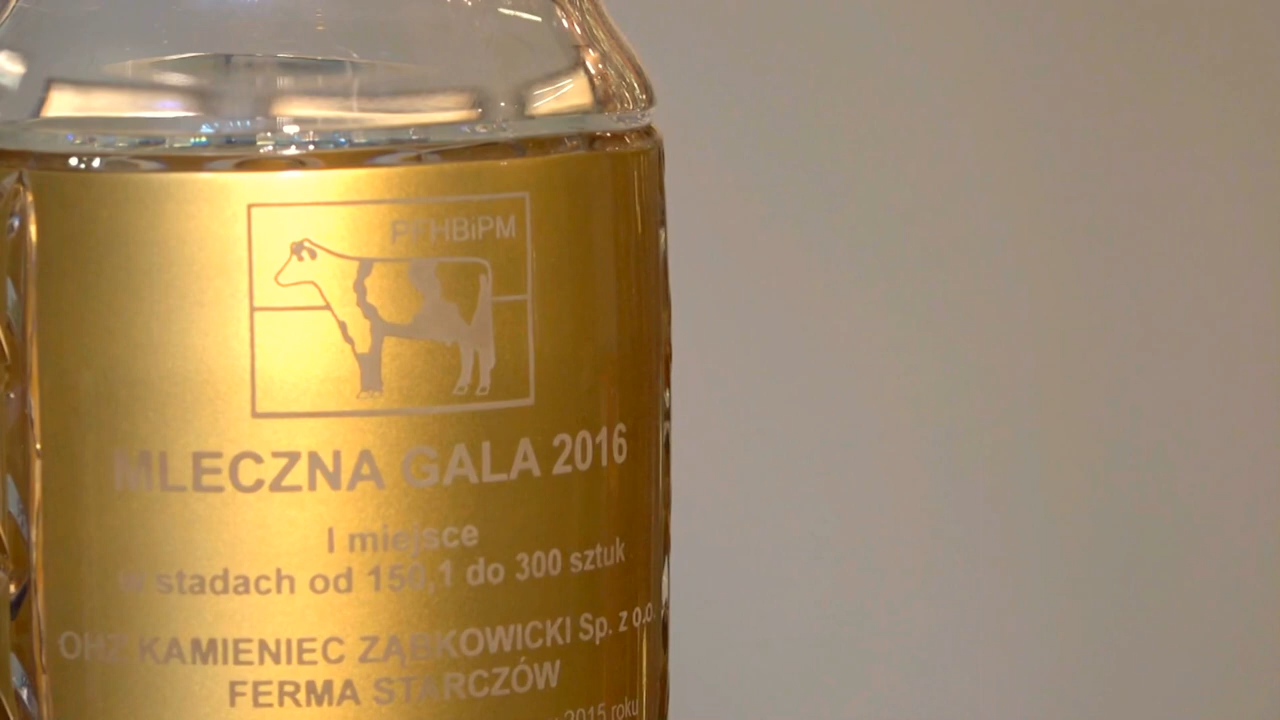 PFHBiPM
MLECZNA GALA 2016
I miejsce
w stadach od 150,1 do 300 sztuk
OHZ KAMIENIEC ZĄBKOWICKI Sp. z o.o.
FERMA STARCZÓW
2015 roku